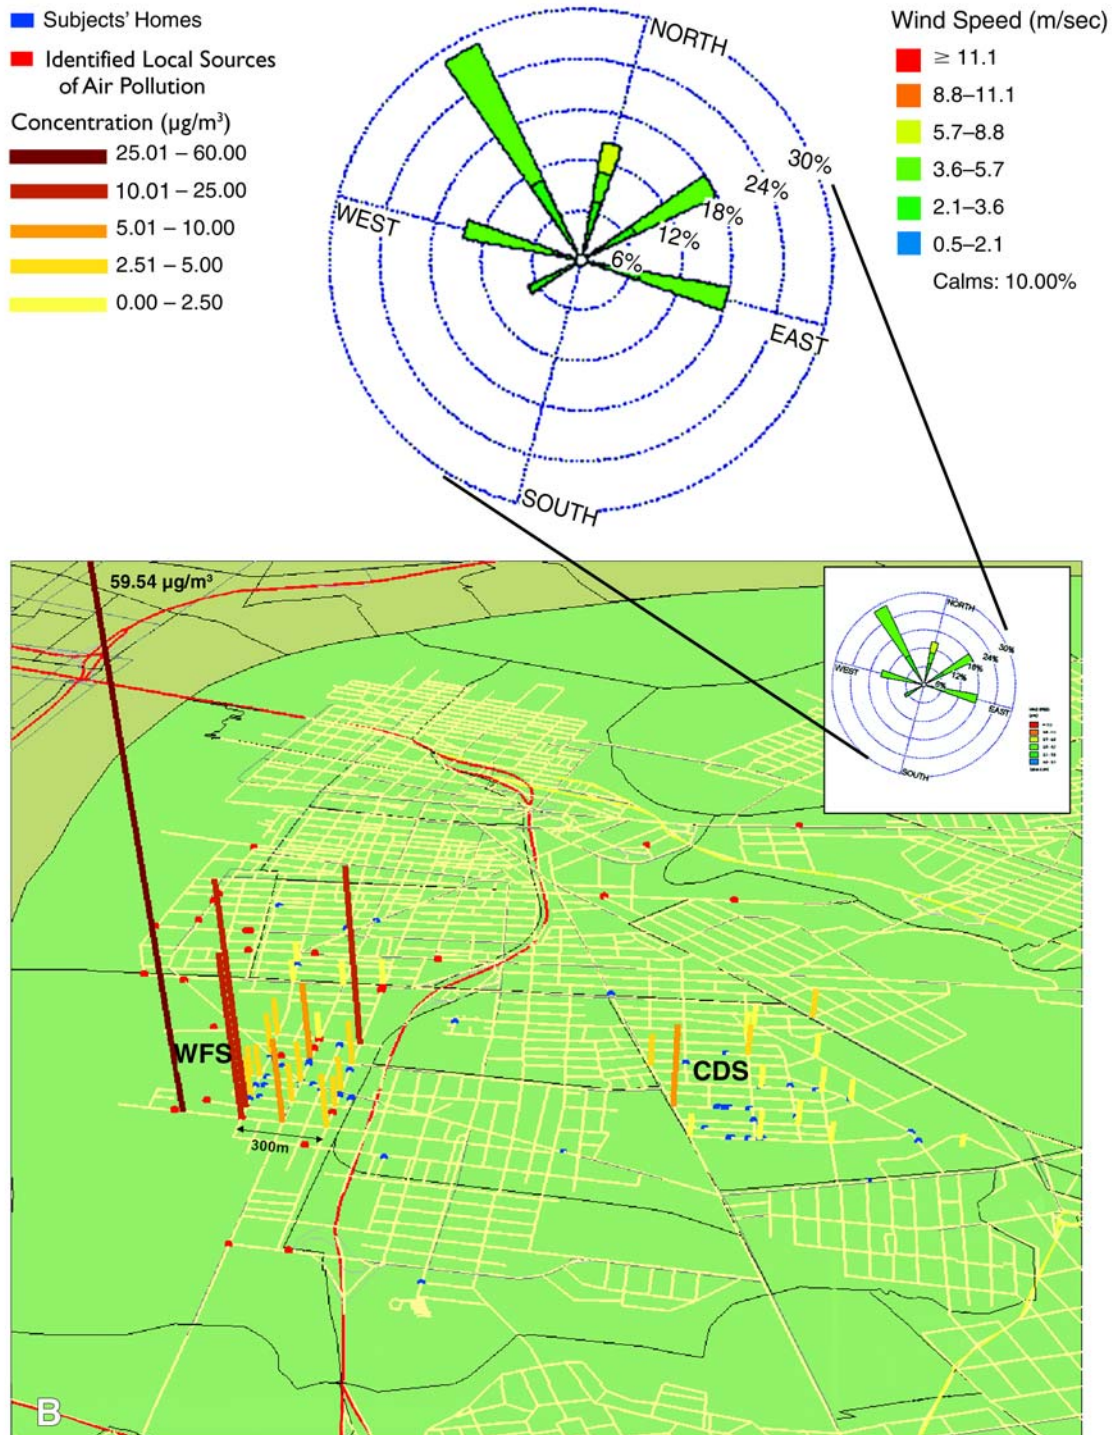 Subjects' Homes
Identified Local Sources
of Air Pollution
Concentration (µg/m³)
25.01 – 60.00
10.01 – 25.00
5.01 – 10.00
2.51 – 5.00
0.00 – 2.50
NORTH
WEST
EAST
SOUTH
30%
24%
18%
12%
6%
Wind Speed (m/sec)
≥ 11.1
8.8–11.1
5.7–8.8
3.6–5.7
2.1–3.6
0.5–2.1
Calms: 10.00%
59.54 µg/m³
NORTH
WEST
EAST
SOUTH
30%
24%
18%
12%
6%
WFS
CDS
300m
B